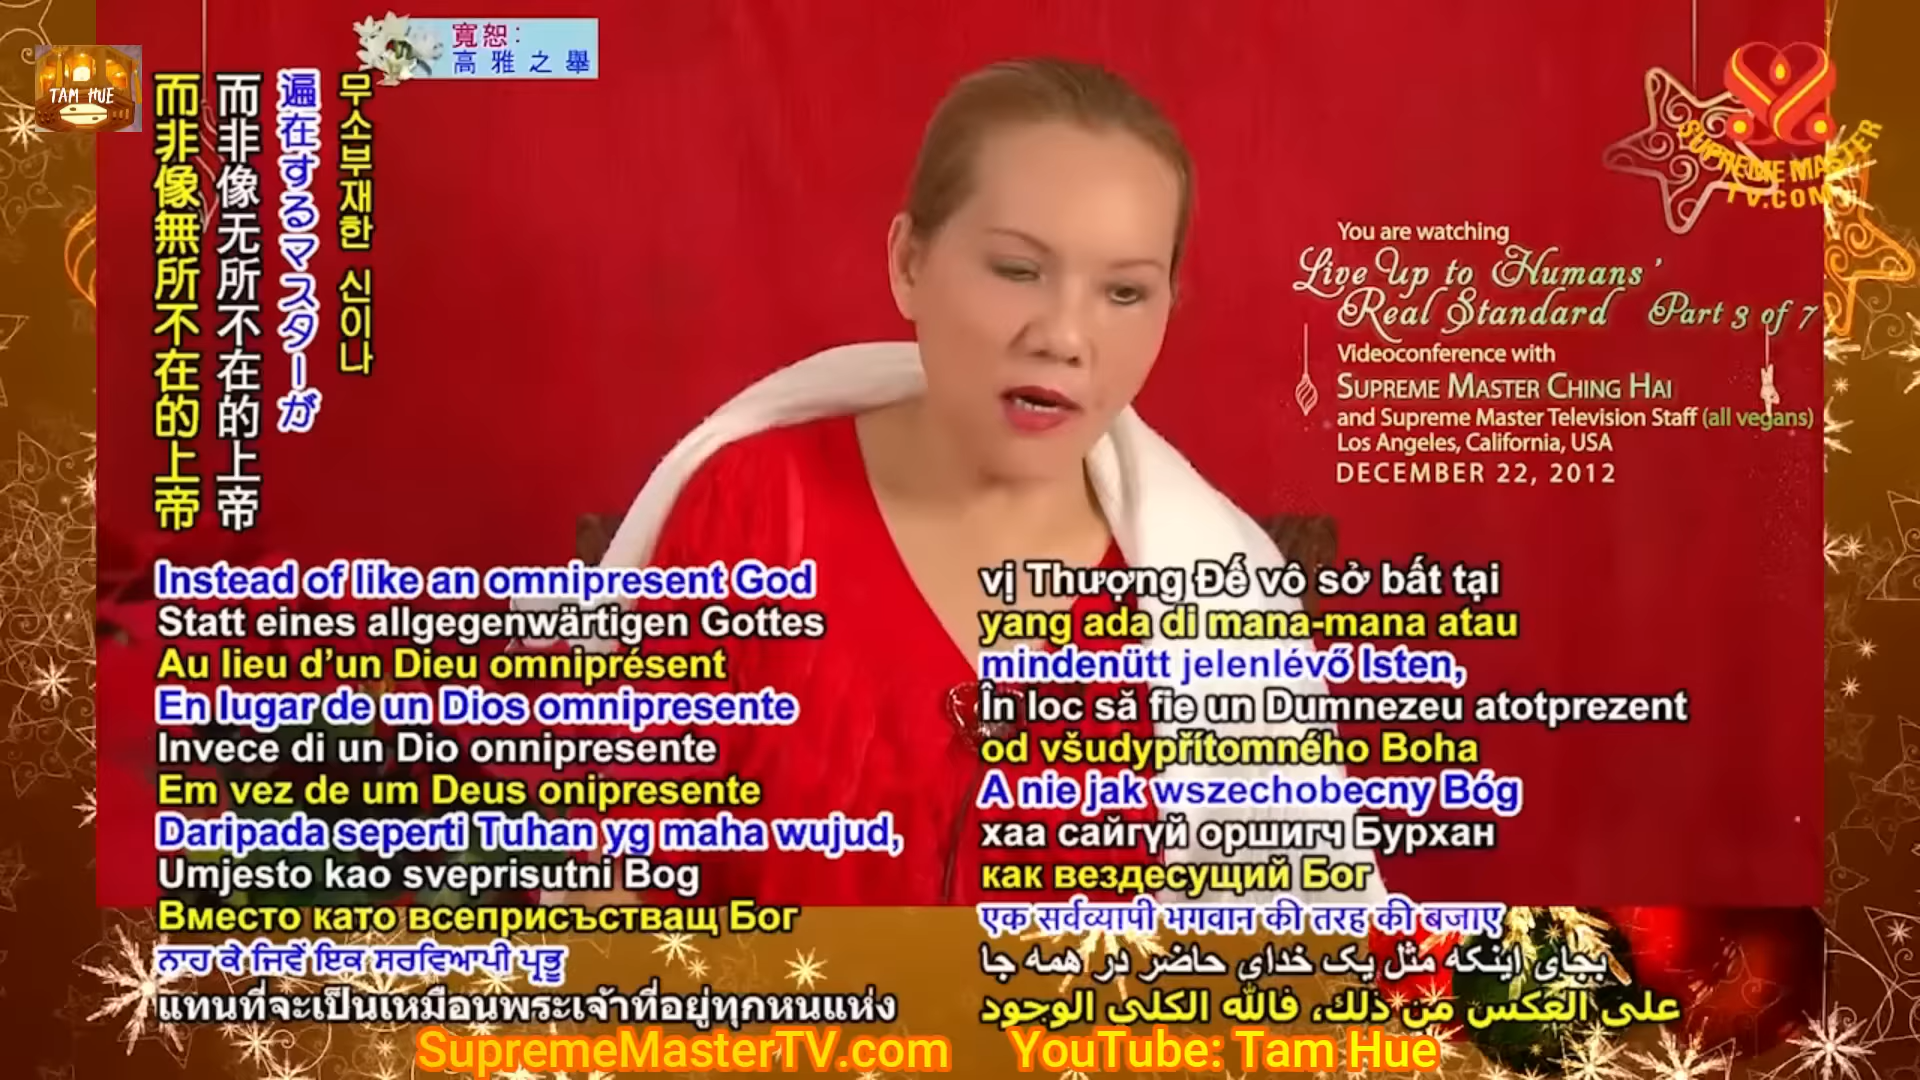 寬恕:
高雅之舉
TAM HUE
무소부재한 신이나
遍在するマスターが
而非像无所不在的上帝
而非像無所不在的上帝
SUPREME MASTER
TV.COM
You are watching
Live Up to Humans'
Real Standard Part 3 of 7
Videoconference with
SUPREME MASTER CHING HAI
and Supreme Master Television Staff (all vegans)
Los Angeles, California, USA
DECEMBER 22, 2012
Instead of like an omnipresent God
Statt eines allgegenwärtigen Gottes
Au lieu d'un Dieu omniprésent
En lugar de un Dios omnipresente
Invece di un Dio onnipresente
Em vez de um Deus onipresente
Daripada seperti Tuhan yg maha wujud,
Umjesto kao sveprisutni Bog
Вместо като всеприсъстващ Бог
ਨਾਹ ਕੇ ਜਿਵੇਂ ਇਕ ਸਰਵਿਆਪੀ ਪ੍ਰਭੂ
แทนที่จะเป็นเหมือนพระเจ้าที่อยู่ทุกหนแห่ง
vị Thượng Đế vô sở bất tại
yang ada di mana-mana atau
mindenütt jelenlévő Isten,
În loc să fie un Dumnezeu atotprezent
od všudypřítomného Boha
A nie jak wszechobecny Bóg
хаа сайгүй оршигч Бурхан
как вездесущий Бог
एक सर्वव्यापी भगवान की तरह की बजाए
بجای اینکه مثل یک خدای حاضر در همه جا
على العكس من ذلك، فالله الكلي الوجود
SupremeMasterTV.com YouTube: Tam Hue